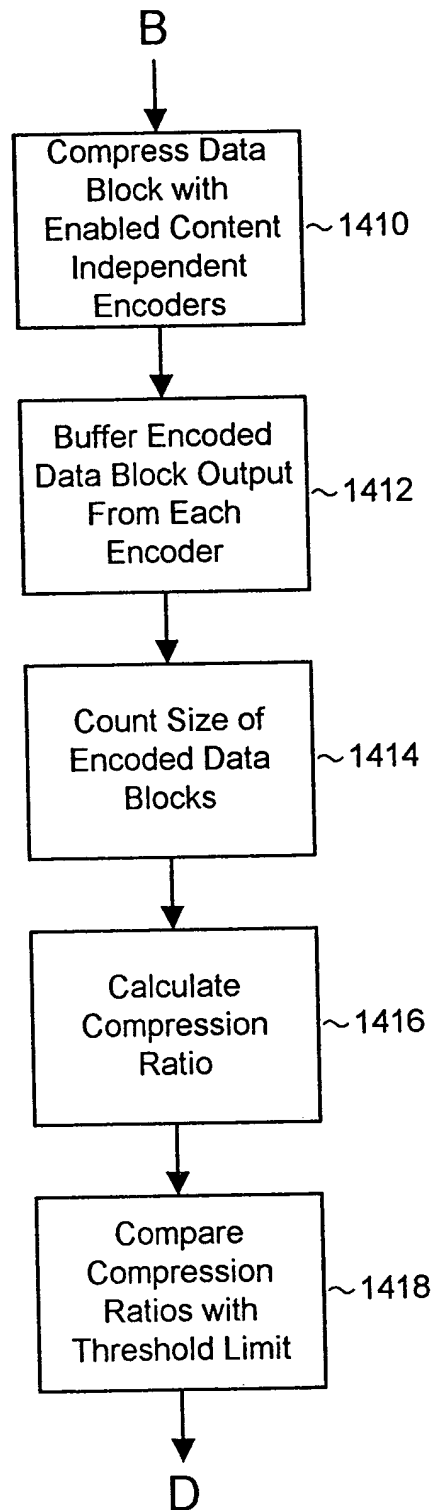 B
Compress Data
Block with
Enabled Content
Independent
Encoders
~1410
Buffer Encoded
Data Block Output
From Each
Encoder
~1412
Count Size of
Encoded Data
Blocks
~1414
Calculate
Compression
Ratio
~1416
Compare
Compression
Ratios with
Threshold Limit
~1418
D